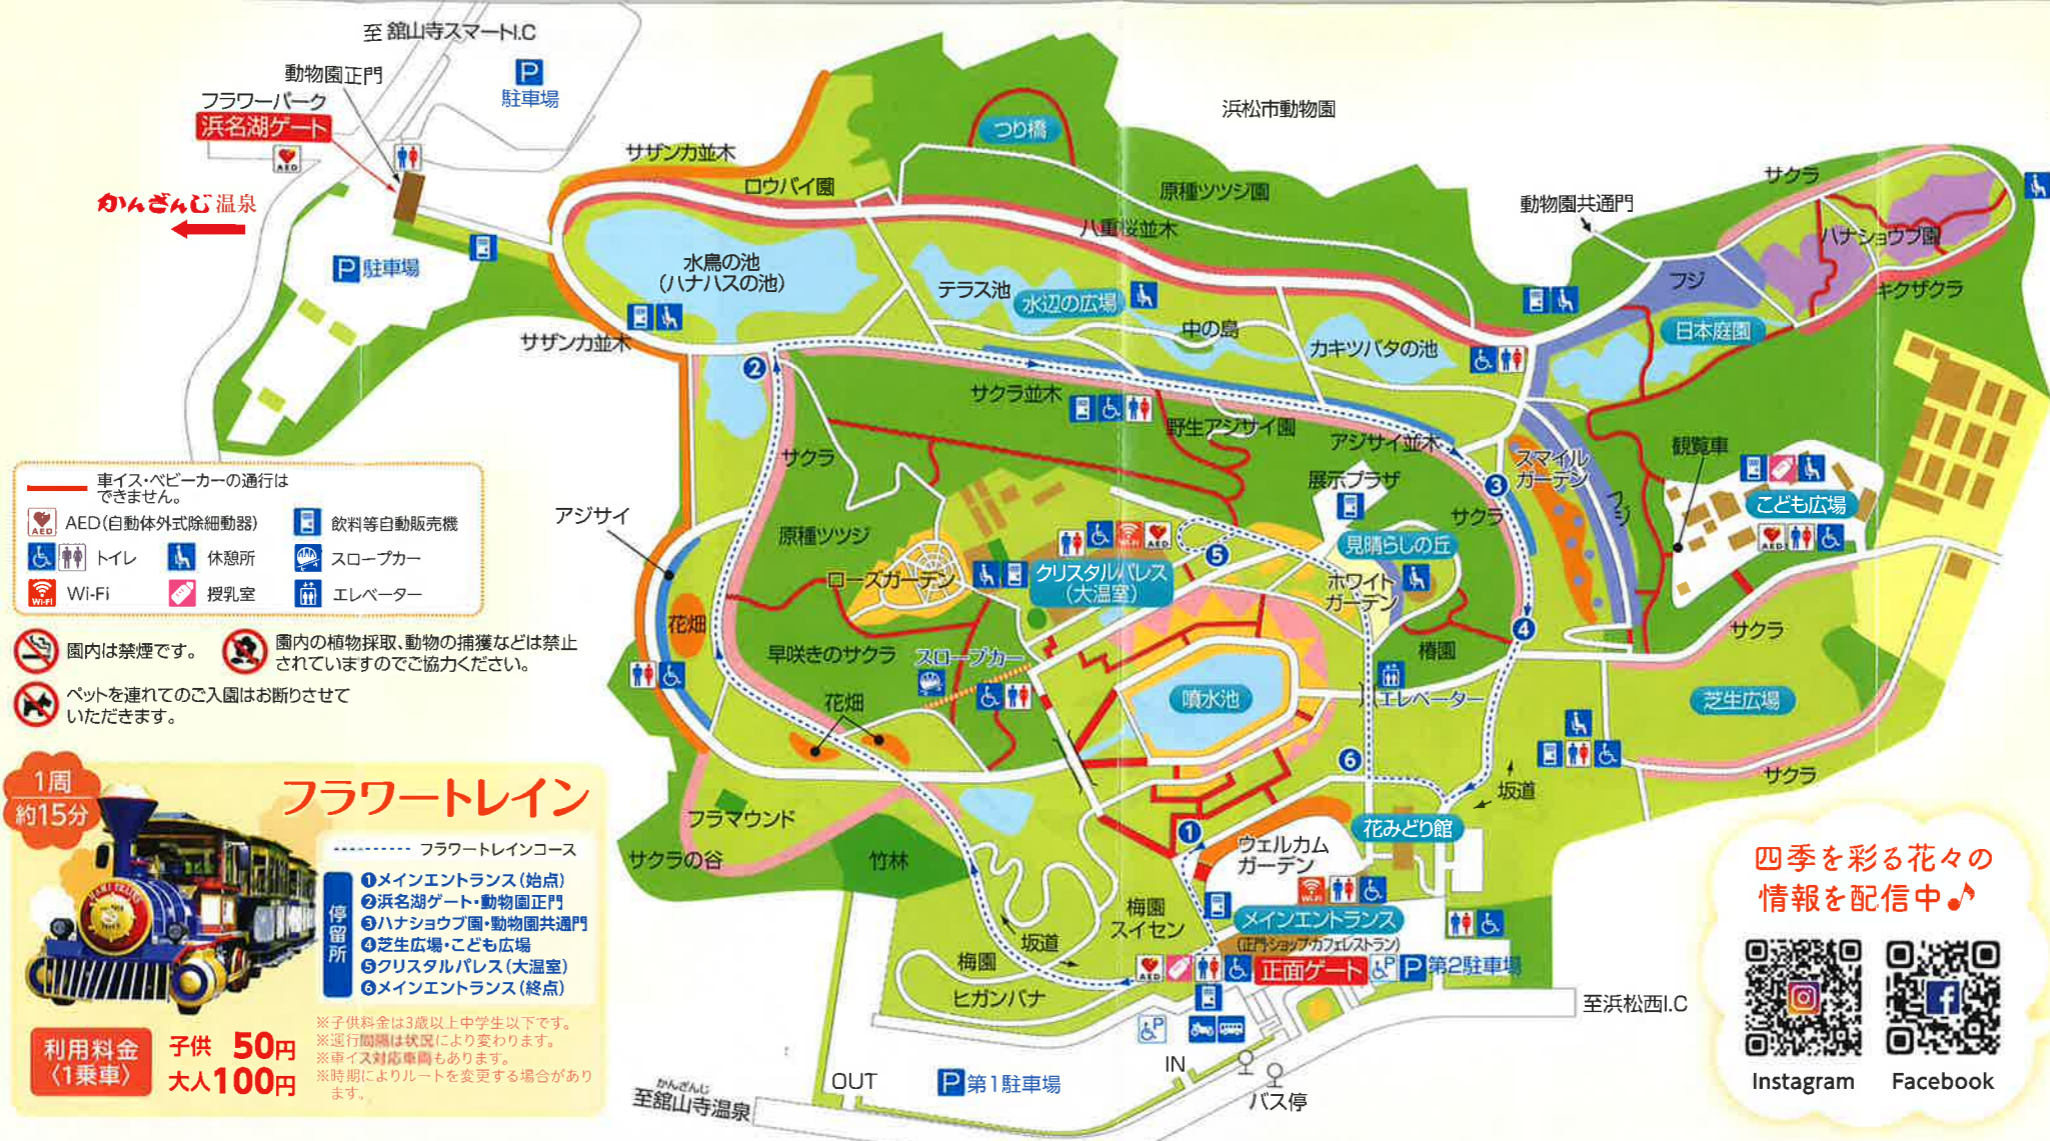 至 舘山寺スマートI.C
動物園正門
P
駐車場
フラワーパーク
浜名湖ゲート
AED
かんざんじ温泉
P 駐車場
サザンカ並木
ロウバイ園
つり橋
浜松市動物園
原種ツツジ園
八重桜並木
動物園共通門
サクラ
ハナショウブ園
フジ
キクザクラ
水鳥の池
(ハナハスの池)
テラス池
水辺の広場
中の島
カキツバタの池
日本庭園
サザンカ並木
2
サクラ並木
野生アジサイ園
アジサイ並木
サクラ
展示プラザ
3
スマイル
ガーデン
サクラ
フジ
観覧車
こども広場
AED
車イス・ベビーカーの通行は
できません。
AED
AED(自動体外式除細動器)
飲料等自動販売機
トイレ
休憩所
スロープカー
Wi-Fi
Wi-Fi
授乳室
エレベーター
園内は禁煙です。
園内の植物採取、動物の捕獲などは禁止
されていますのでご協力ください。
ペットを連れてのご入園はお断りさせて
いただきます。
アジサイ
原種ツツジ
ローズガーデン
Wi-Fi
AED
クリスタルパレス
(大温室)
5
見晴らしの丘
ホワイト
ガーデン
花畑
早咲きのサクラ
スロープカー
4
椿園
サクラ
花畑
噴水池
エレベーター
芝生広場
6
坂道
サクラ
フラマウンド
サクラの谷
竹林
1
ウェルカム
ガーデン
花みどり館
Wi-Fi
梅園
スイセン
メインエントランス
(正門・ショップ・カフェレストラン)
坂道
梅園
ヒガンバナ
AED
正面ゲート
P
P 第2駐車場
至浜松西I.C
P
IN
OUT
P 第1駐車場
バス停
かんざんじ
至舘山寺温泉
1周
約15分
フラワートレイン
フラワートレインコース
停留所
❶メインエントランス(始点)
❷浜名湖ゲート・動物園正門
❸ハナショウブ園・動物園共通門
❹芝生広場・こども広場
❺クリスタルパレス(大温室)
❻メインエントランス(終点)
利用料金
〈1乗車〉
子供 50円
大人100円
※子供料金は3歳以上中学生以下です。
※運行間隔は状況により変わります。
※車イス対応車両もあります。
※時期によりルートを変更する場合があり
ます。
四季を彩る花々の
情報を配信中♪
Instagram
Facebook